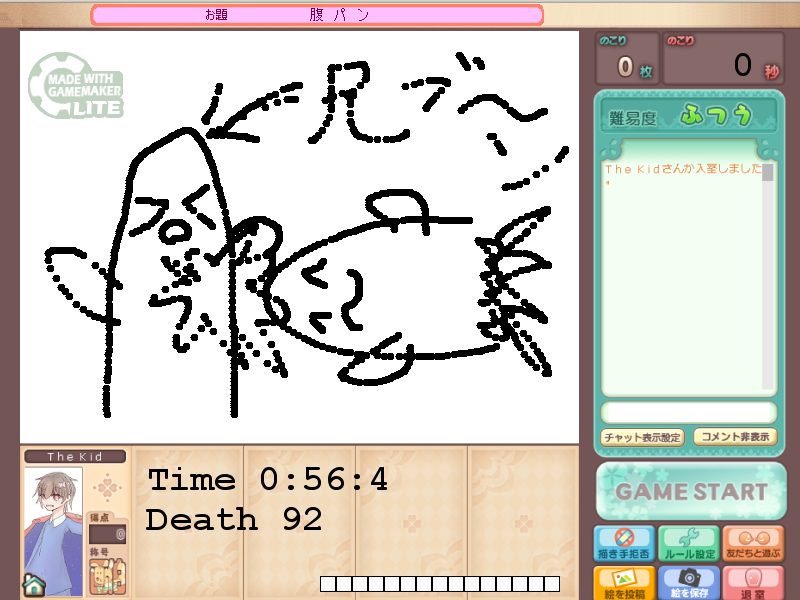 お題 腹パン
MADE WITH
GAMEMAKER
LITE
兄ブ〜ン
のこり 0枚
のこり 0秒
難易度 ふつう
The Kidさんが入室しました
。
チャット表示設定 コメント非表示
The Kid
得点
0
称号
Time 0:56:4
Death 92
GAME START
描き手拒否 ルール設定 友だちと遊ぶ
絵を投稿 絵を保存 退室